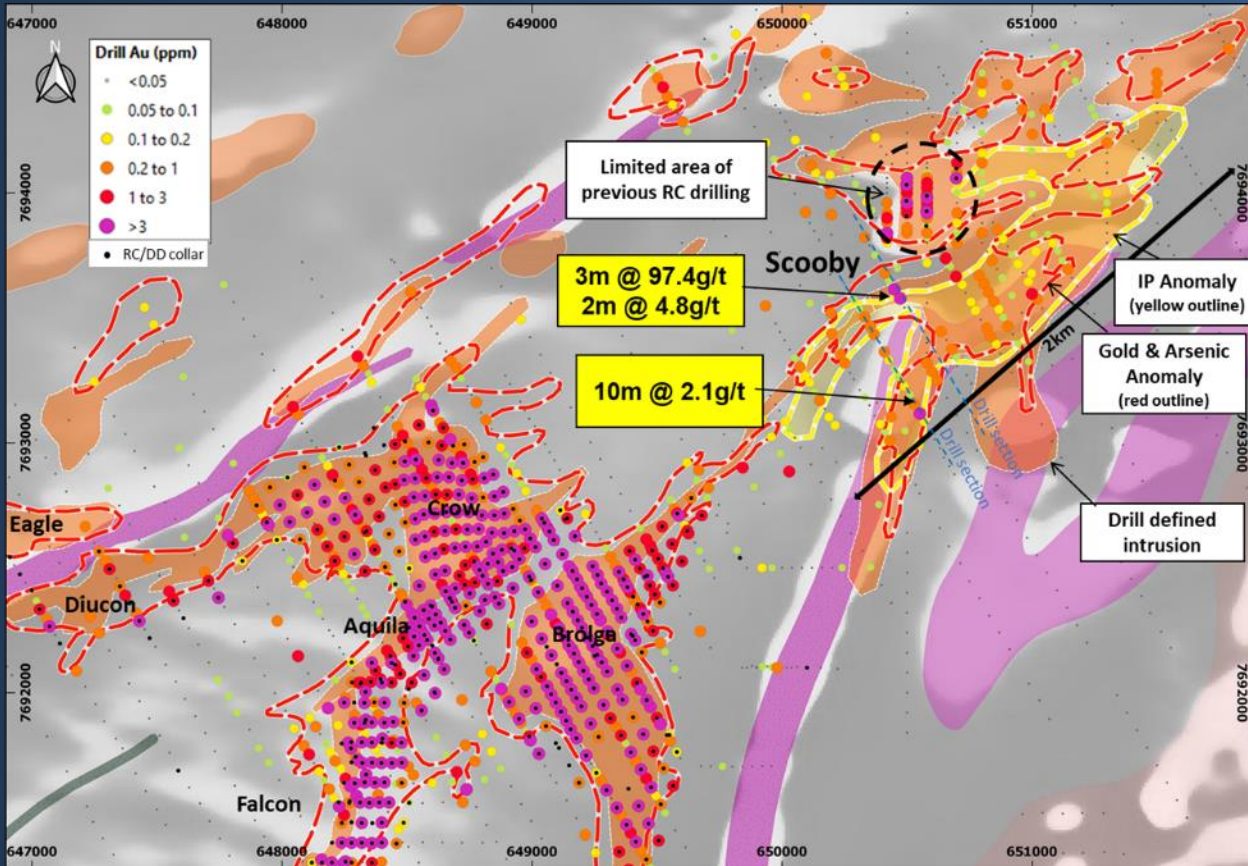 647000
648000
649000
650000
651000
N
Drill Au (ppm)
<0.05
0.05 to 0.1
0.1 to 0.2
0.2 to 1
1 to 3
>3
RC/DD collar
7694000
7694000
Limited area of
previous RC drilling
Scooby
3m @ 97.4g/t
2m @ 4.8g/t
IP Anomaly
(yellow outline)
2km
Gold & Arsenic
Anomaly
(red outline)
10m @ 2.1g/t
7693000
7693000
Drill section
Drill section
Crow
Eagle
Drill defined
intrusion
Diucon
Aquila
Brolga
7692000
7692000
Falcon
647000
648000
649000
650000
651000